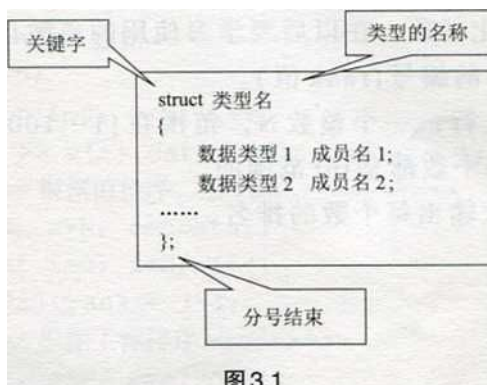 关键字
类型的名称
struct 类型名
{
数据类型 1 成员名 1;
数据类型 2 成员名 2;
……
};
分号结束
图 3.1